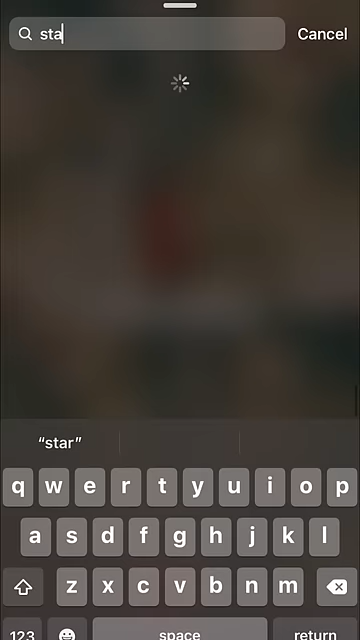 sta
Cancel
“star”
q w e r t y u i o p
a s d f g h j k l
z x c v b n m
123 space return